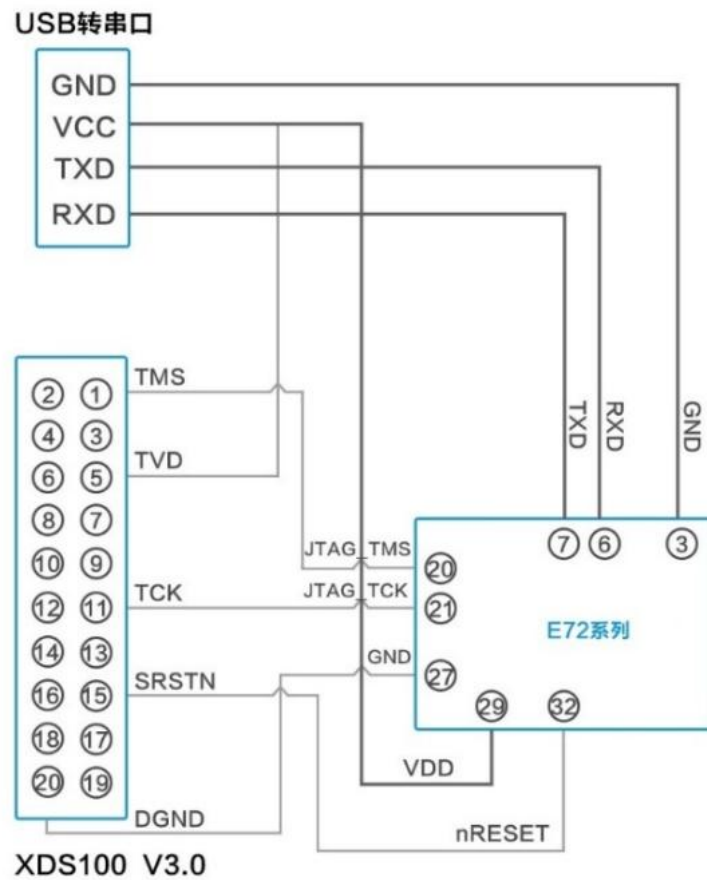 USB转串口
GND
VCC
TXD
RXD
TXD
RXD
GND
② ① TMS
④ ③
⑥ ⑤ TVD
⑧ ⑦
⑩ ⑨
⑫ ⑪ TCK
⑭ ⑬
⑯ ⑮ SRSTN
⑱ ⑰
⑳ ⑲
DGND
XDS100 V3.0
⑦ ⑥ ③
JTAG_TMS ⑳
JTAG_TCK ㉑
E72系列
GND ㉗
㉙ ㉜
VDD
nRESET